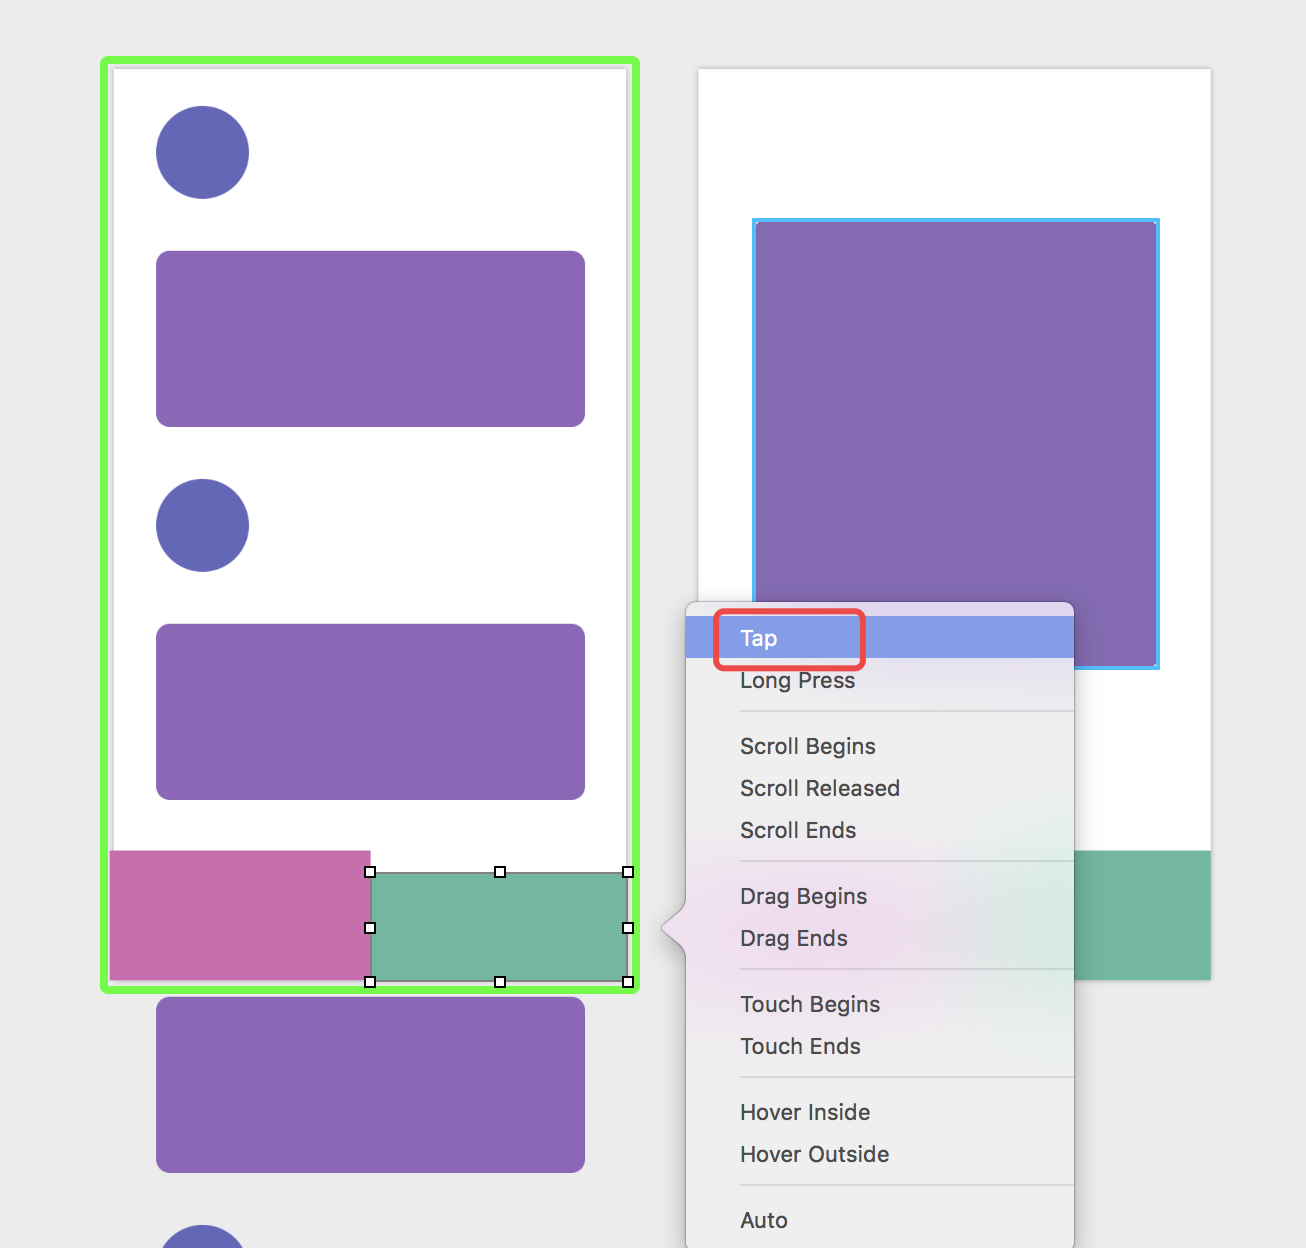 Tap
Long Press
Scroll Begins
Scroll Released
Scroll Ends
Drag Begins
Drag Ends
Touch Begins
Touch Ends
Hover Inside
Hover Outside
Auto